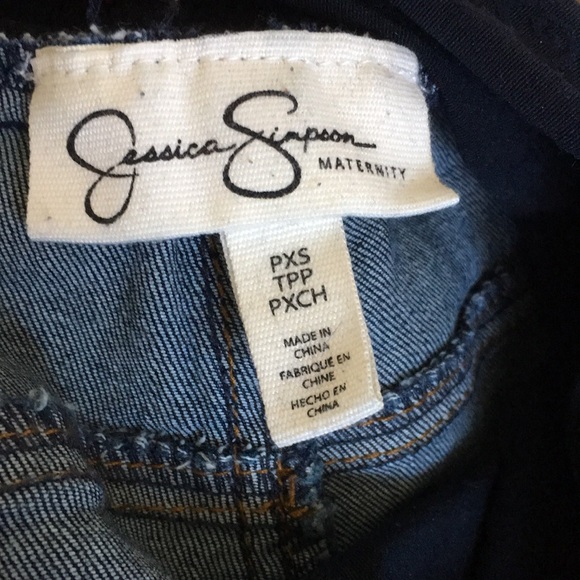 Jessica Simpson
MATERNITY
PXS
TPP
PXCH
MADE IN
CHINA
FABRIQUE EN
CHINE
HECHO EN
CHINA